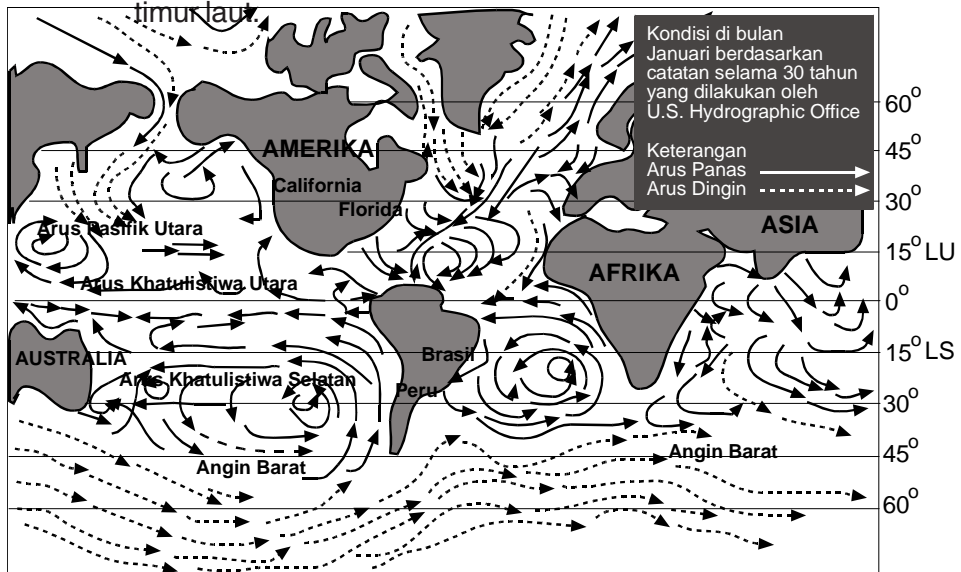 timur laut.
Kondisi di bulan
Januari berdasarkan
catatan selama 30 tahun
yang dilakukan oleh
U.S. Hydrographic Office
Keterangan
Arus Panas
Arus Dingin
60°
45°
30°
15° LU
0°
15° LS
30°
45°
60°
AMERIKA
California
Florida
ASIA
Arus Pasifik Utara
AFRIKA
Arus Khatulistiwa Utara
Brasil
AUSTRALIA
Arus Khatulistiwa Selatan
Peru
Angin Barat
Angin Barat